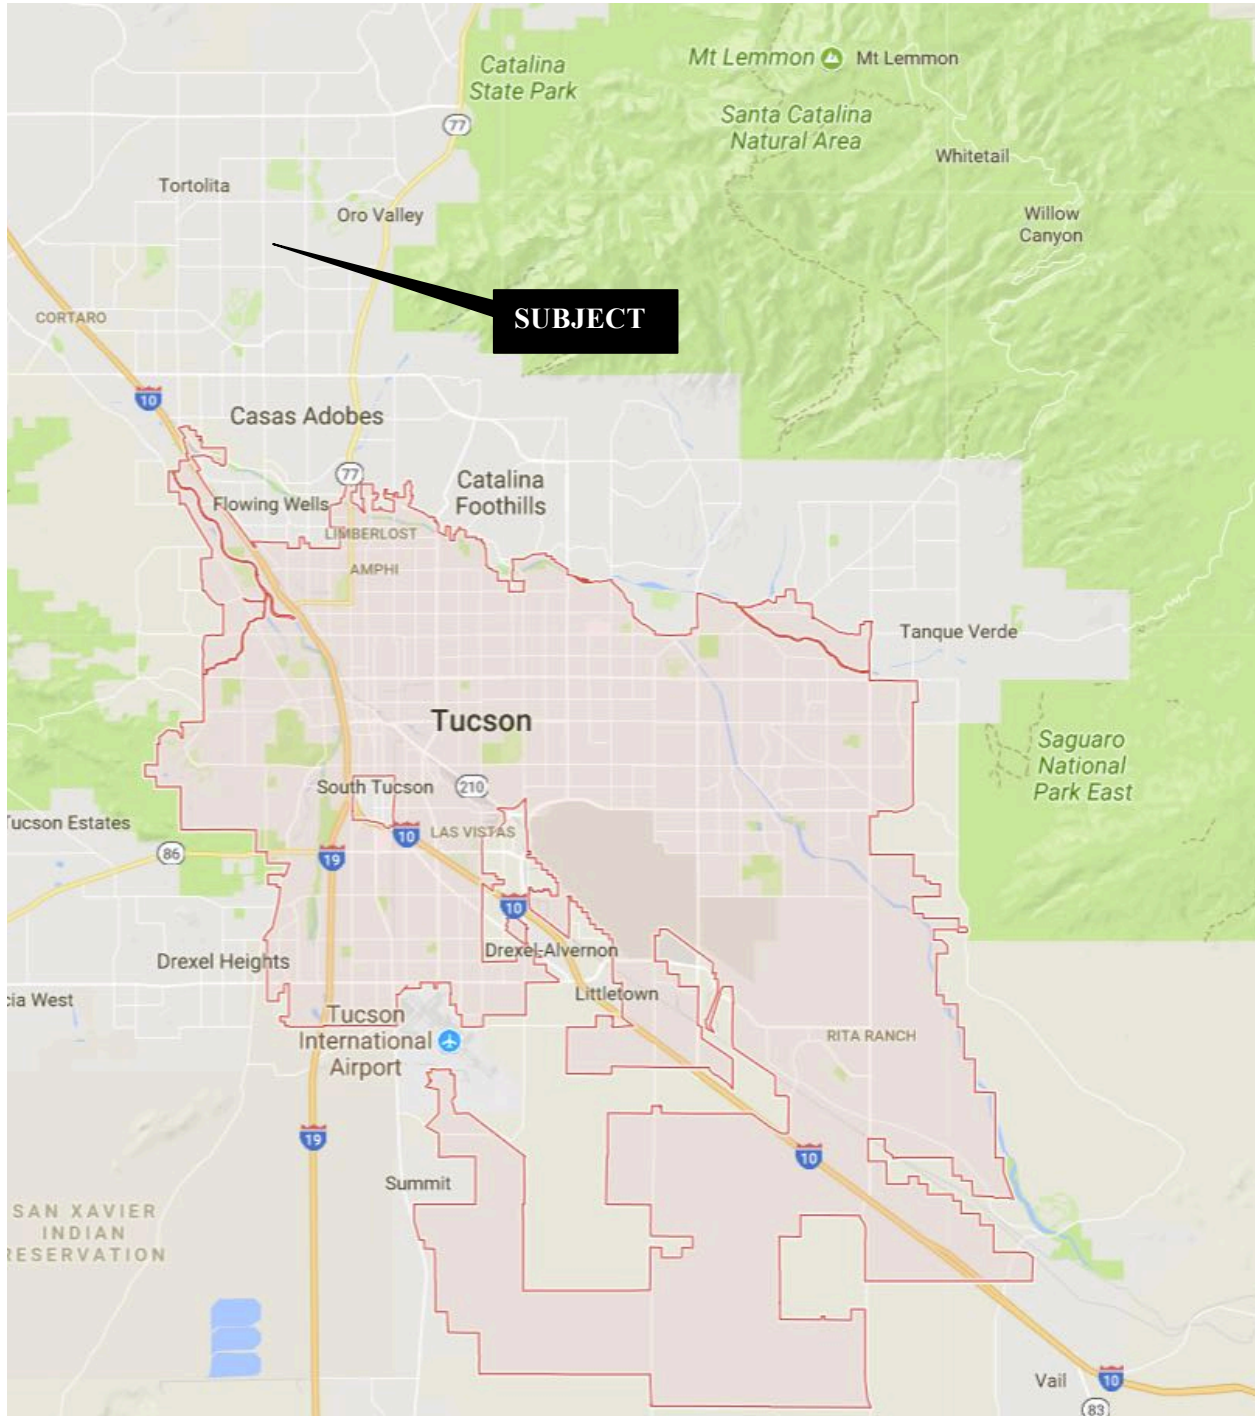 Mt Lemmon
Mt Lemmon
Catalina
State Park
Santa Catalina
Natural Area
77
Whitetail
Tortolita
Oro Valley
Willow
Canyon
SUBJECT
CORTARO
10
Casas Adobes
77
Catalina
Foothills
Flowing Wells
LIMBERLOST
AMPHI
Tanque Verde
Tucson
Saguaro
National
Park East
South Tucson
210
Tucson Estates
LAS VISTAS
10
86
19
10
Drexel-Alvernon
Drexel Heights
Littletown
cia West
Tucson
International
Airport
RITA RANCH
19
10
Summit
SAN XAVIER
INDIAN
RESERVATION
Vail
10
83